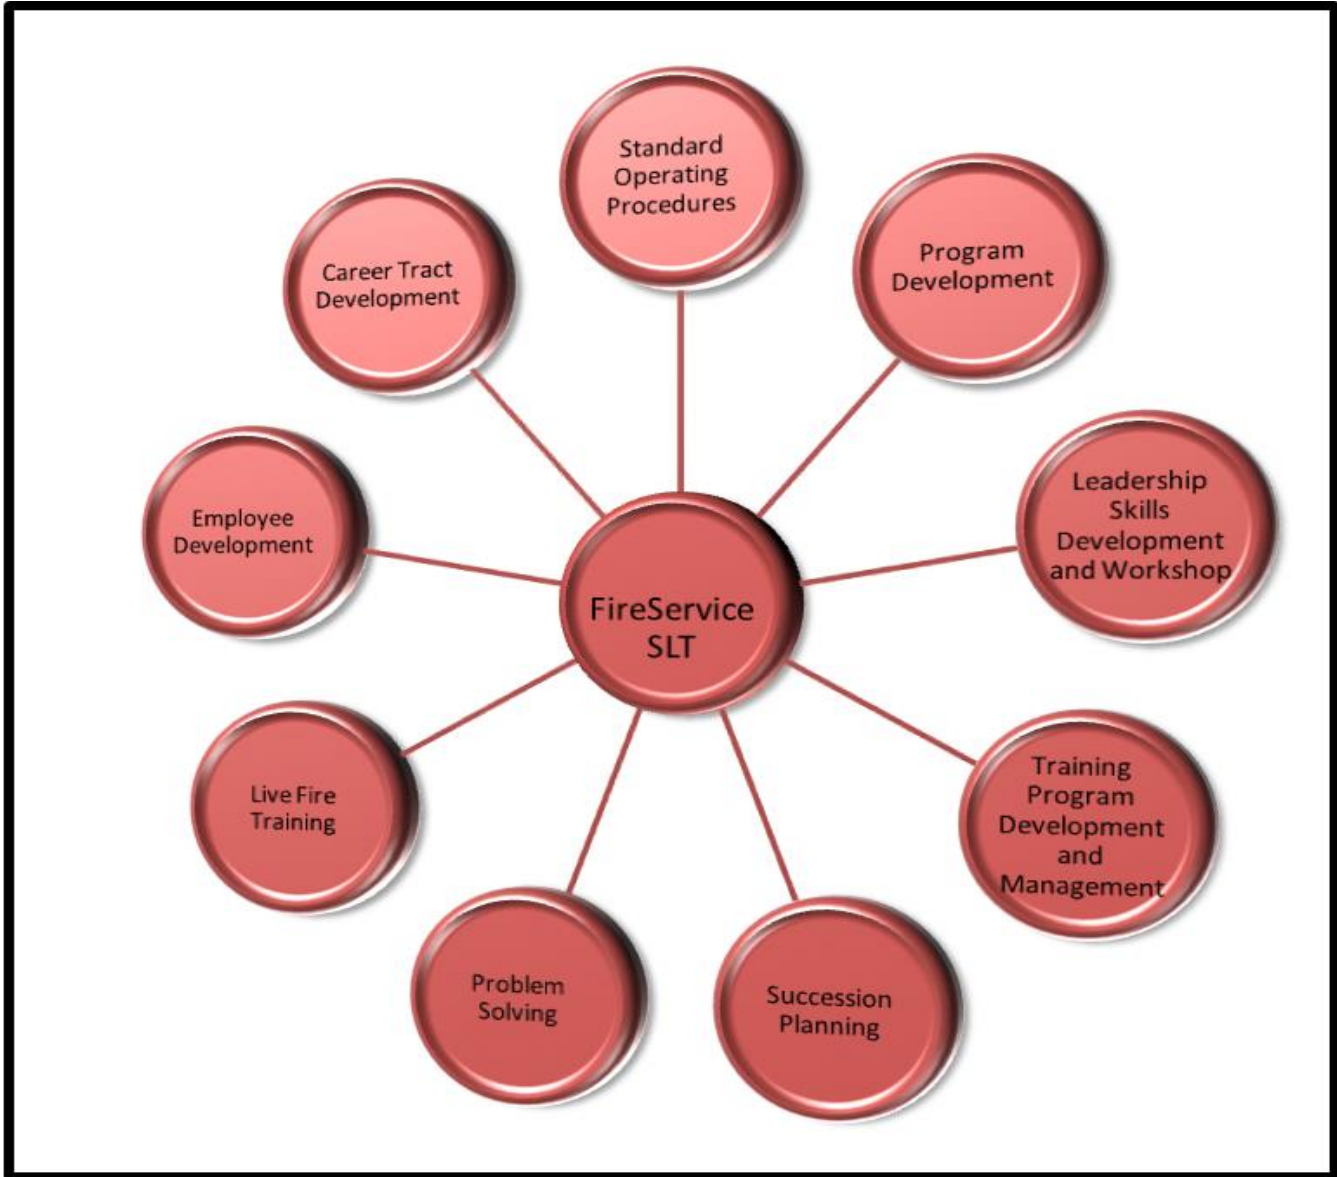 Standard
Operating
Procedures
Program
Development
Leadership
Skills
Development
and Workshop
Training
Program
Development
and
Management
Succession
Planning
Problem
Solving
Live Fire
Training
Employee
Development
Career Tract
Development
FireService
SLT